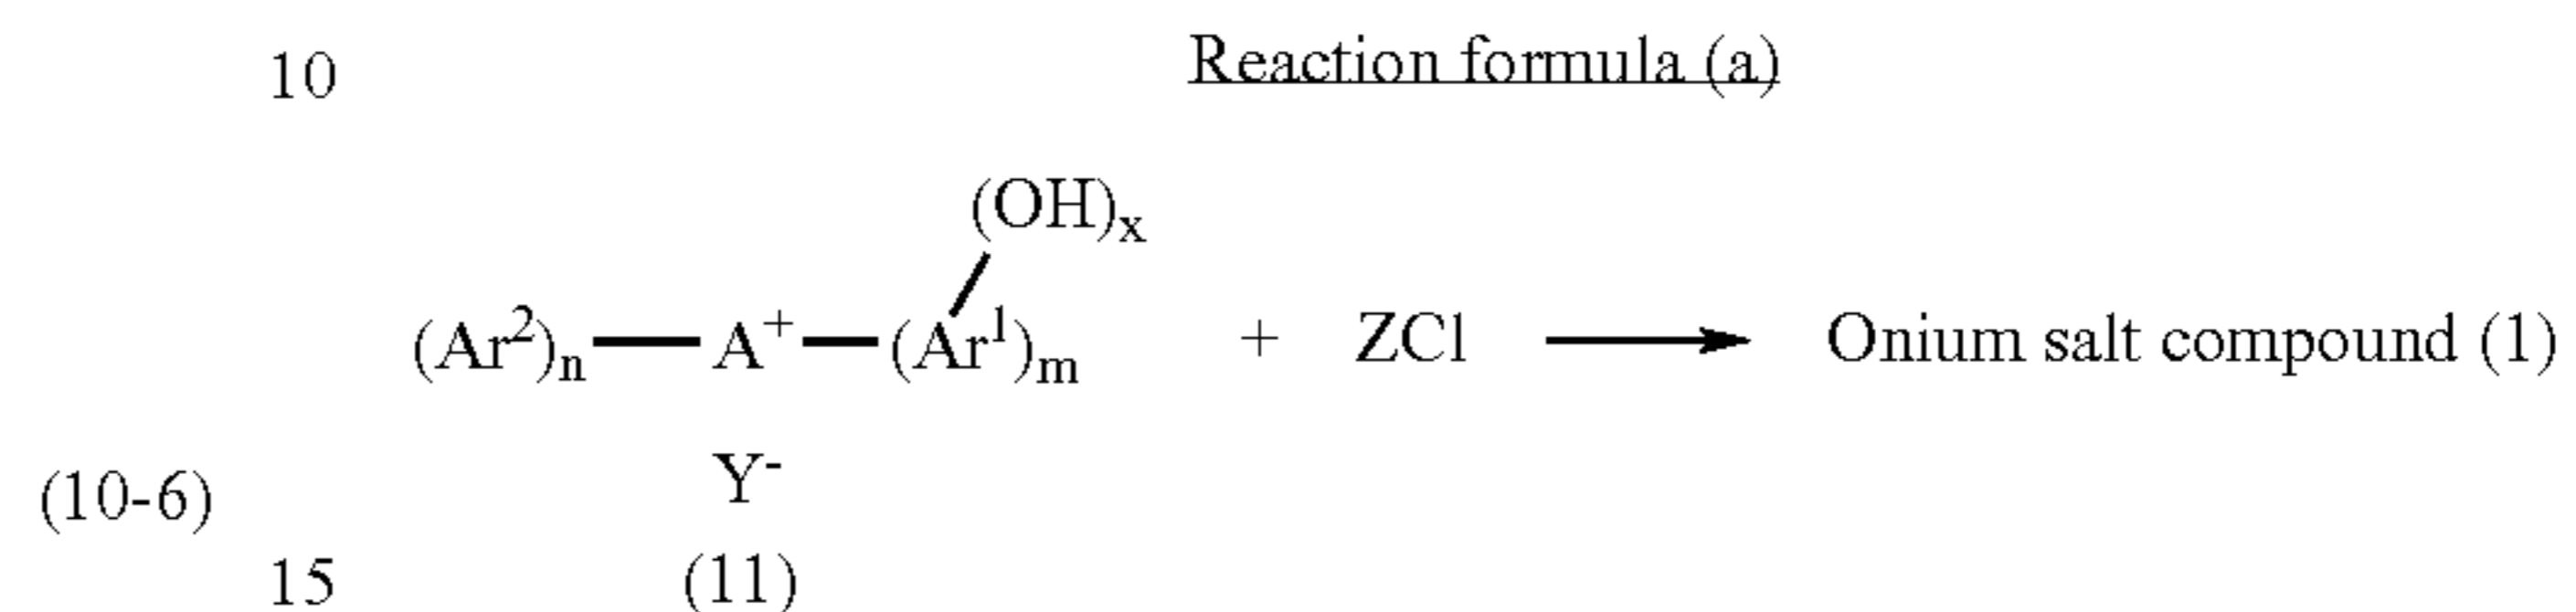 10 Reaction formula (a)
(OH)x
(Ar2)n — A+ — (Ar1)m + ZCl ⟶ Onium salt compound (1)
(10-6) Y-
15 (11)